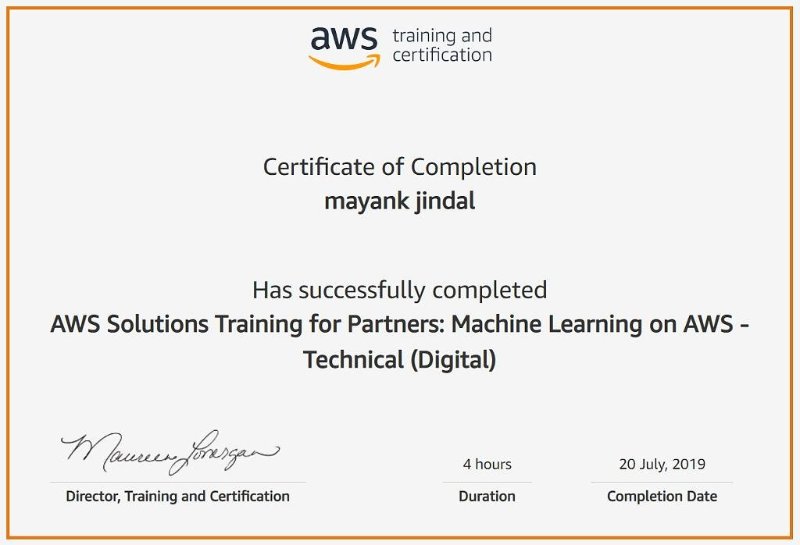 aws training and
certification
Certificate of Completion
mayank jindal
Has successfully completed
AWS Solutions Training for Partners: Machine Learning on AWS -
Technical (Digital)
Maureen Lonergan
4 hours
20 July, 2019
Director, Training and Certification
Duration
Completion Date